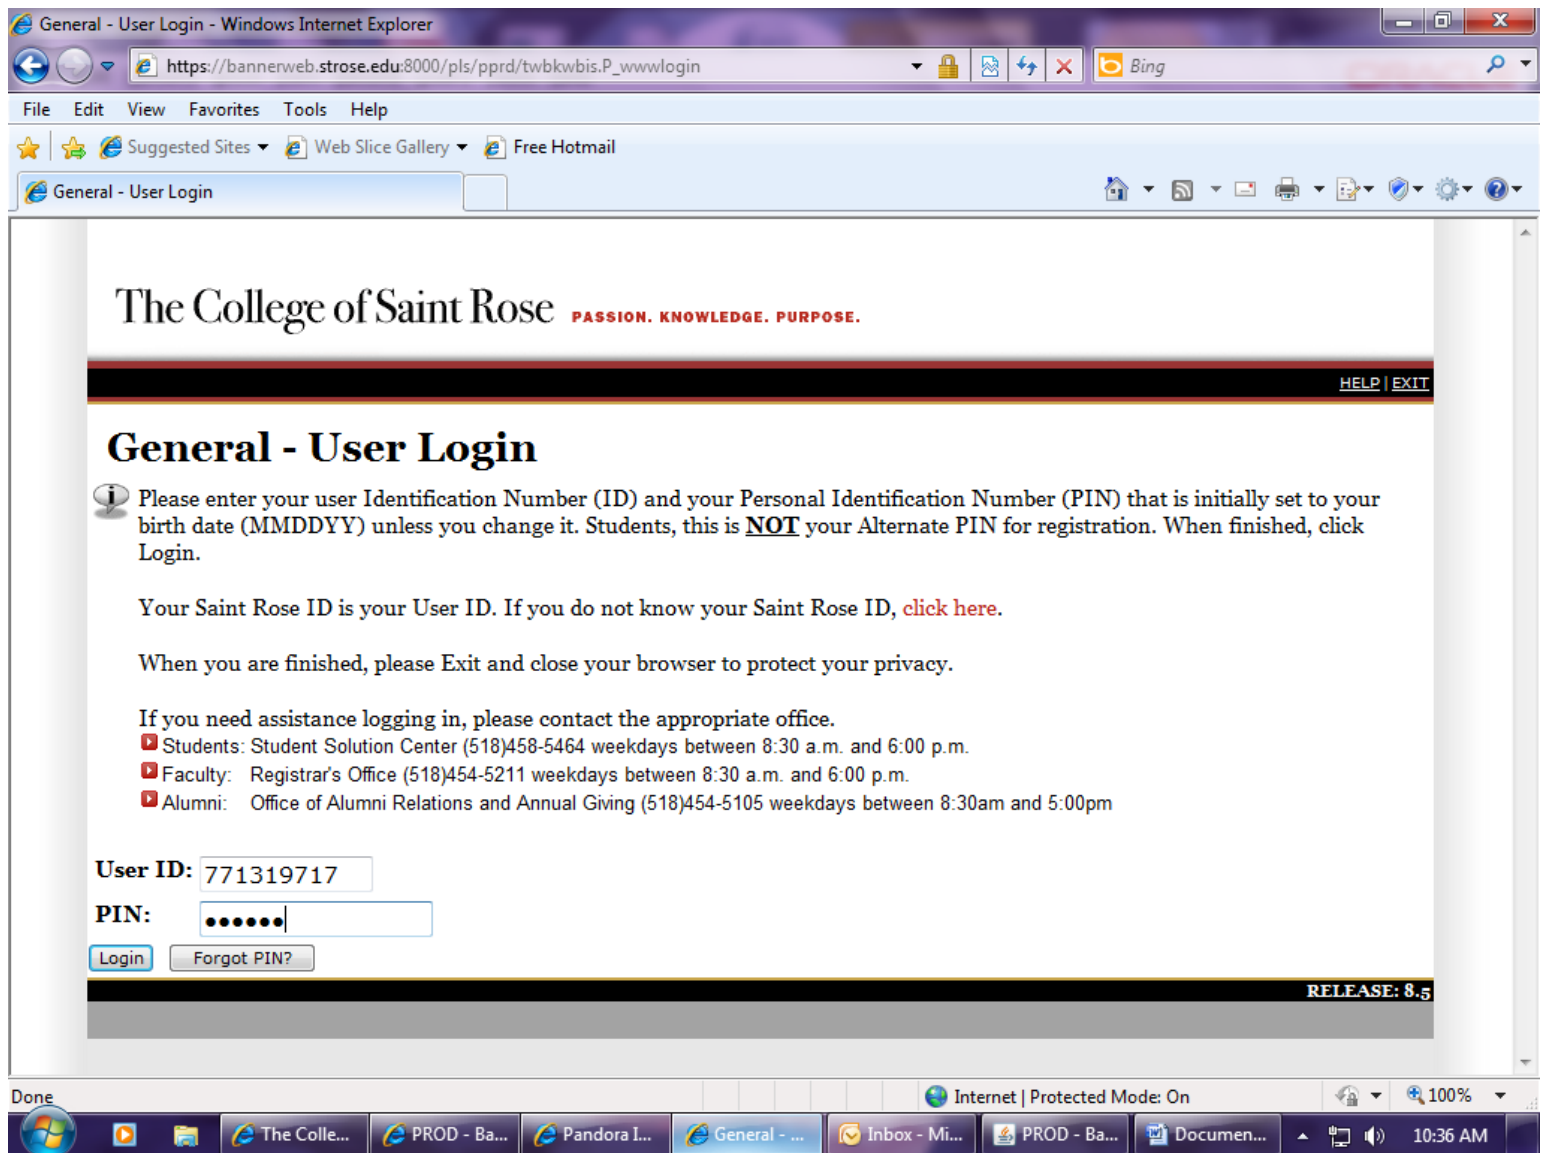 General - User Login - Windows Internet Explorer
https://bannerweb.strose.edu:8000/pls/pprd/twbkwbis.P_wwwlogin
Bing
File Edit View Favorites Tools Help
Suggested Sites Web Slice Gallery Free Hotmail
General - User Login
The College of Saint Rose PASSION. KNOWLEDGE. PURPOSE.
HELP | EXIT
General - User Login
Please enter your user Identification Number (ID) and your Personal Identification Number (PIN) that is initially set to your
birth date (MMDDYY) unless you change it. Students, this is NOT your Alternate PIN for registration. When finished, click
Login.
Your Saint Rose ID is your User ID. If you do not know your Saint Rose ID, click here.
When you are finished, please Exit and close your browser to protect your privacy.
If you need assistance logging in, please contact the appropriate office.
Students: Student Solution Center (518)458-5464 weekdays between 8:30 a.m. and 6:00 p.m.
Faculty: Registrar's Office (518)454-5211 weekdays between 8:30 a.m. and 6:00 p.m.
Alumni: Office of Alumni Relations and Annual Giving (518)454-5105 weekdays between 8:30am and 5:00pm
User ID: 771319717
PIN: ••••••
Login Forgot PIN?
RELEASE: 8.5
Done Internet | Protected Mode: On 100%
The Colle... PROD - Ba... Pandora I... General - ... Inbox - Mi... PROD - Ba... Documen... 10:36 AM